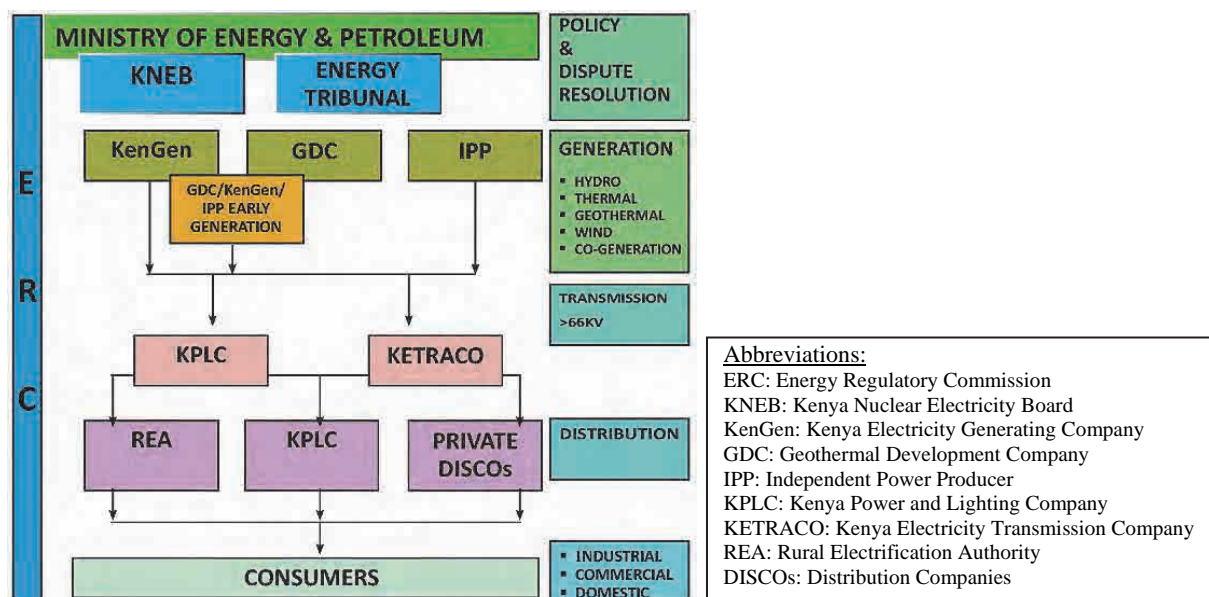 MINISTRY OF ENERGY & PETROLEUM
KNEB
ENERGY
TRIBUNAL
POLICY
&
DISPUTE
RESOLUTION
E
R
C
KenGen
GDC
IPP
GDC/KenGen/
IPP EARLY
GENERATION
GENERATION
▪ HYDRO
▪ THERMAL
▪ GEOTHERMAL
▪ WIND
▪ CO-GENERATION
TRANSMISSION
>66KV
KPLC
KETRACO
REA
KPLC
PRIVATE
DISCOs
DISTRIBUTION
CONSUMERS
▪ INDUSTRIAL
▪ COMMERCIAL
▪ DOMESTIC
Abbreviations:
ERC: Energy Regulatory Commission
KNEB: Kenya Nuclear Electricity Board
KenGen: Kenya Electricity Generating Company
GDC: Geothermal Development Company
IPP: Independent Power Producer
KPLC: Kenya Power and Lighting Company
KETRACO: Kenya Electricity Transmission Company
REA: Rural Electrification Authority
DISCOs: Distribution Companies